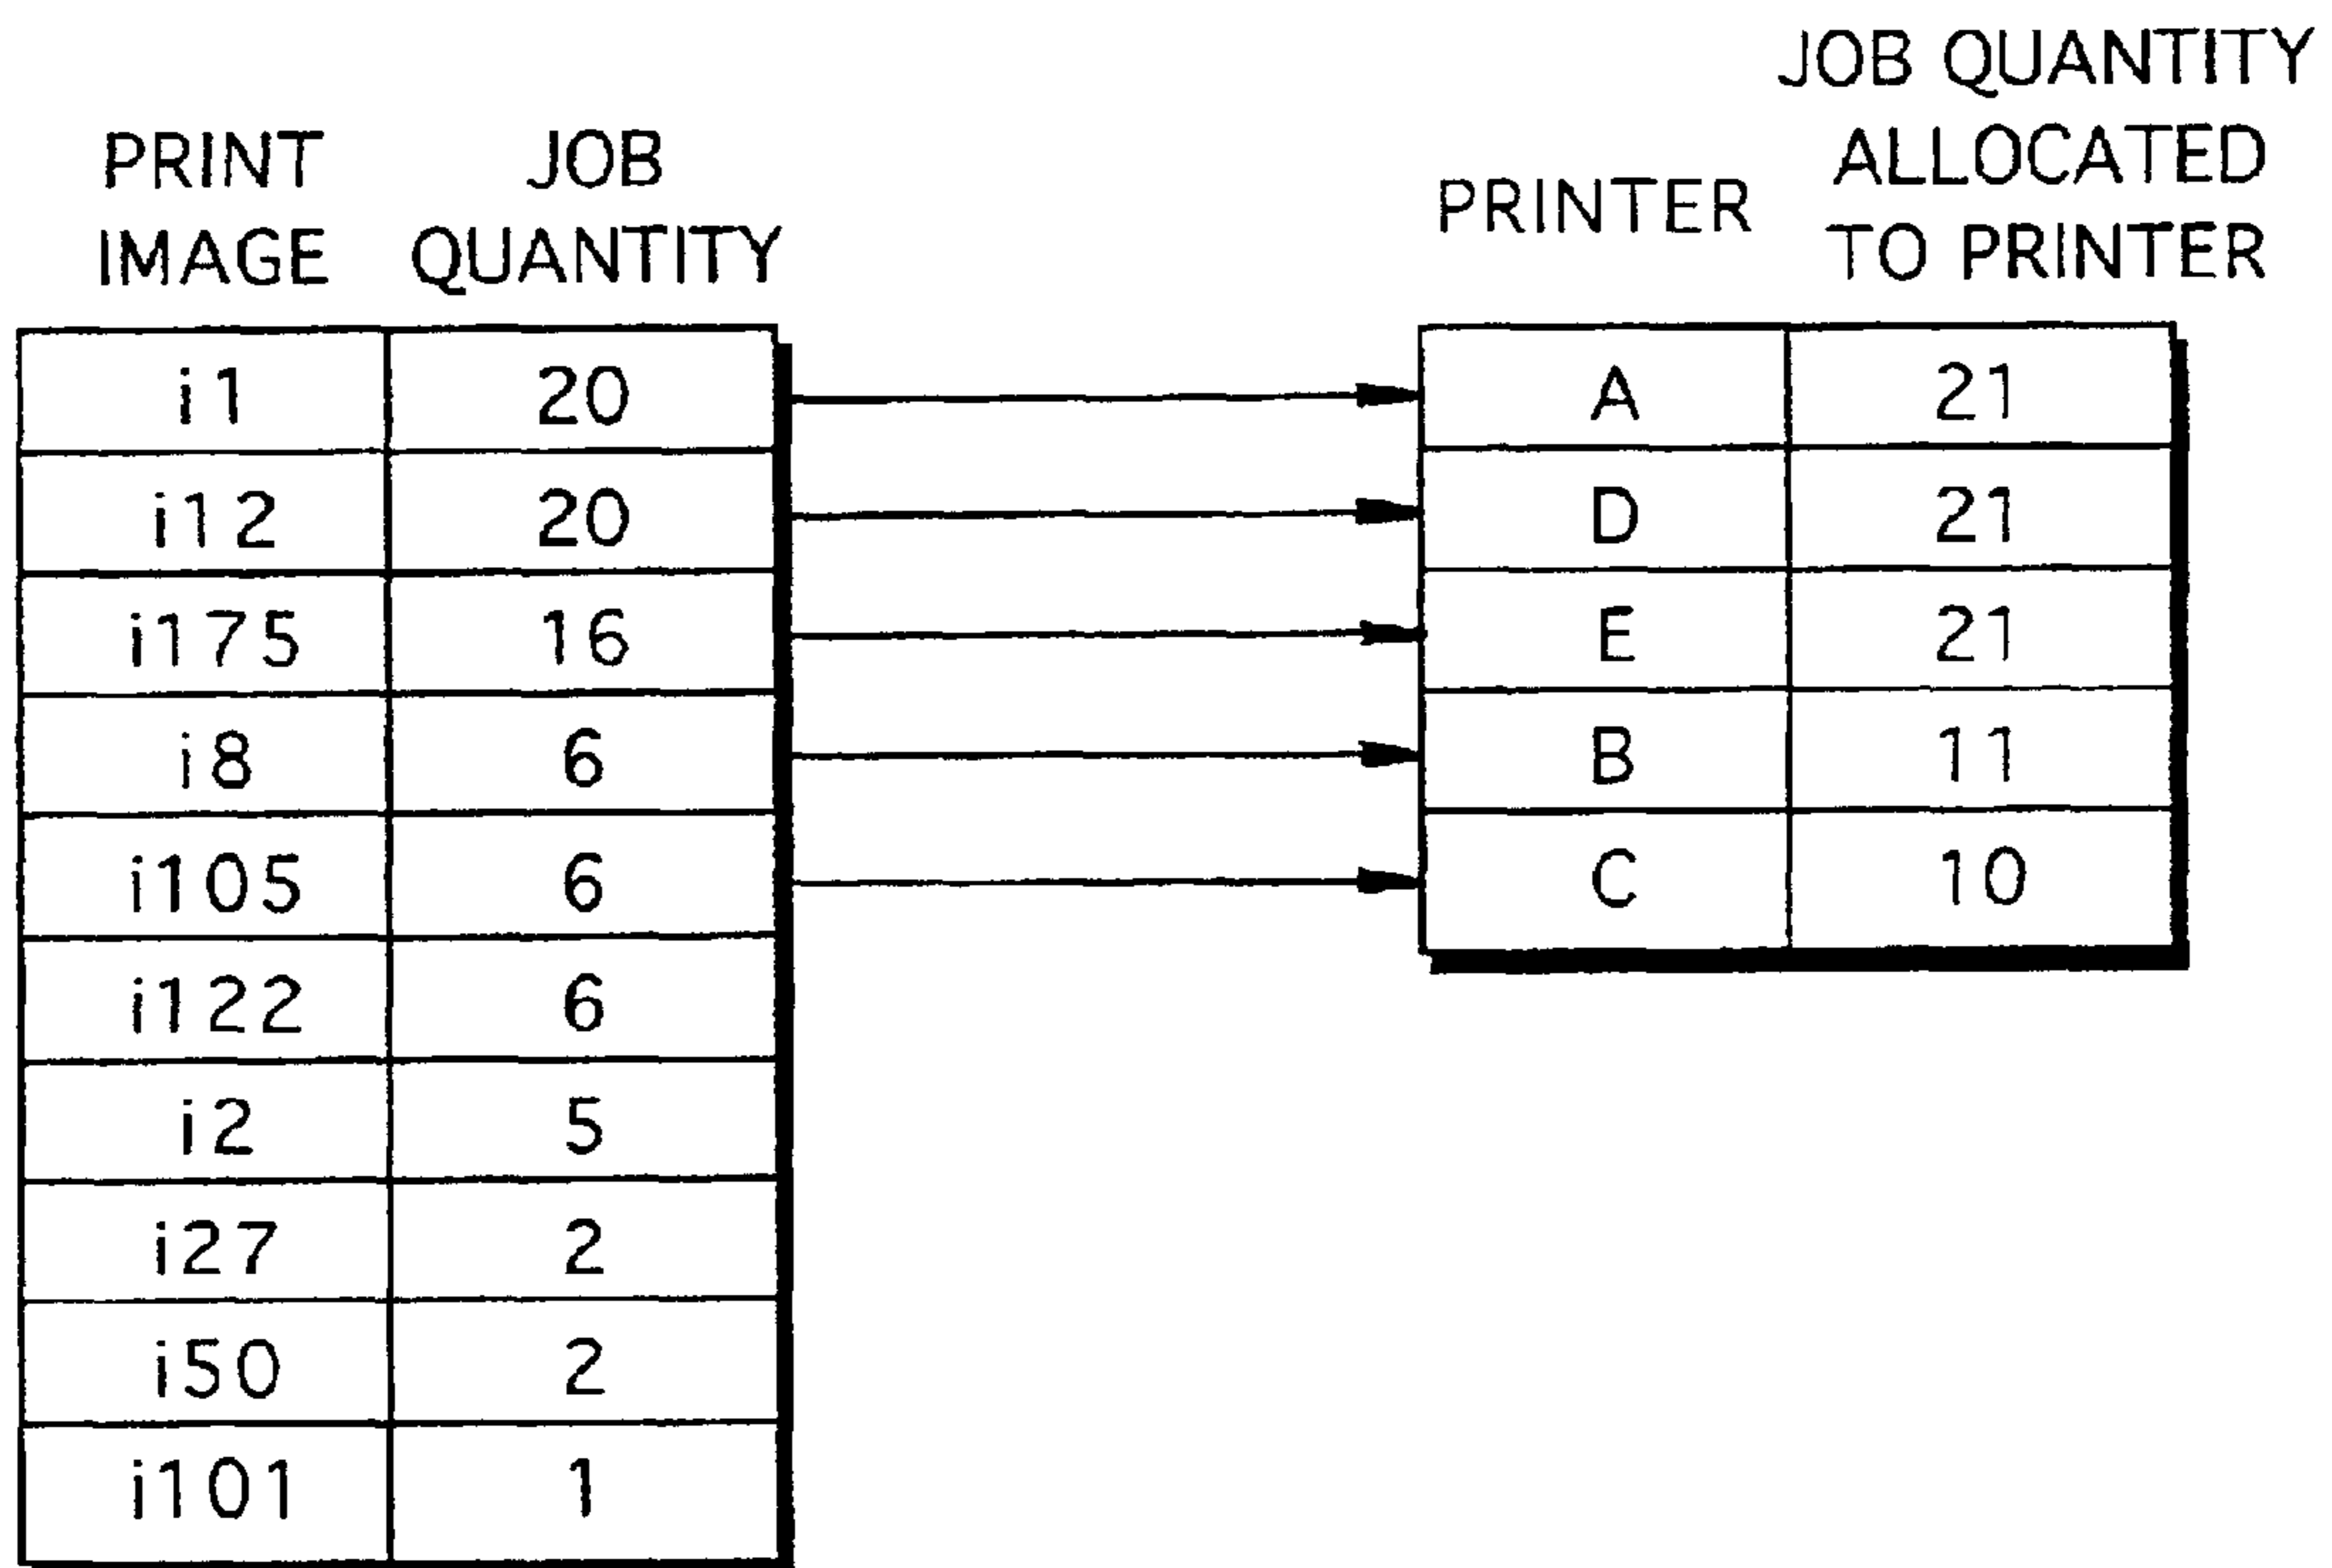 PRINT IMAGE JOB QUANTITY
i1 20
i12 20
i175 16
i8 6
i105 6
i122 6
i2 5
i27 2
i50 2
i101 1
PRINTER JOB QUANTITY ALLOCATED TO PRINTER
A 21
D 21
E 21
B 11
C 10